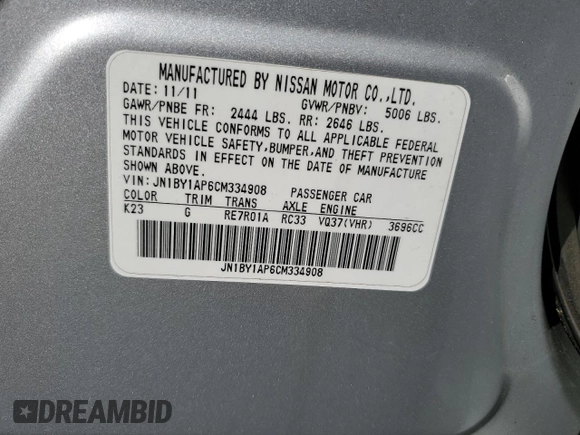 MANUFACTURED BY NISSAN MOTOR CO.,LTD.
DATE: 11/11 GVWR/PNBV: 5006 LBS.
GAWR/PNBE FR: 2444 LBS. RR: 2646 LBS.
THIS VEHICLE CONFORMS TO ALL APPLICABLE FEDERAL
MOTOR VEHICLE SAFETY,BUMPER,AND THEFT PREVENTION
STANDARDS IN EFFECT ON THE DATE OF MANUFACTURE
SHOWN ABOVE.
VIN: JN1BY1AP6CM334908 PASSENGER CAR
COLOR TRIM TRANS AXLE ENGINE
K23 G RE7R01A RC33 VQ37(VHR) 3696CC
JN1BY1AP6CM334908
DREAMBID